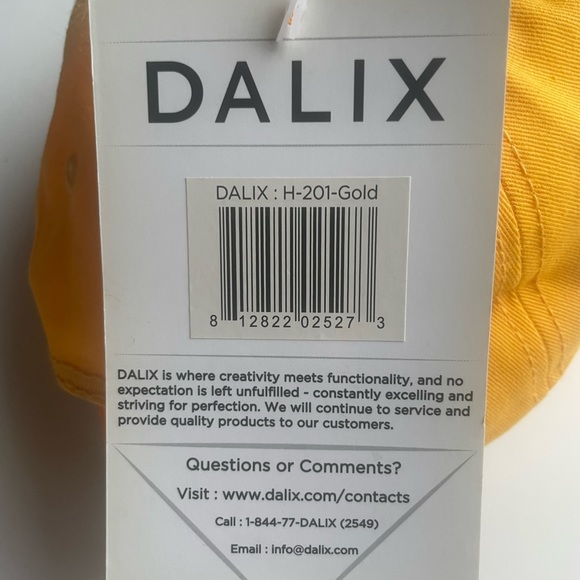 DALIX
DALIX : H-201-Gold
8 12822 02527 3
DALIX is where creativity meets functionality, and no
expectation is left unfulfilled - constantly excelling and
striving for perfection. We will continue to service and
provide quality products to our customers.
Questions or Comments?
Visit : www.dalix.com/contacts
Call : 1-844-77-DALIX (2549)
Email : info@dalix.com